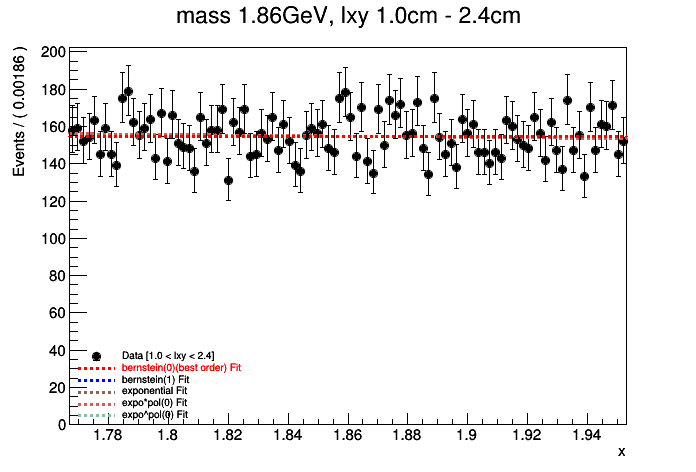 mass 1.86GeV, lxy 1.0cm - 2.4cm
Events / ( 0.00186 )
200
180
160
140
120
100
80
60
40
20
0
Data [1.0 < lxy < 2.4]
bernstein(0)(best order) Fit
bernstein(1) Fit
exponential Fit
expo*pol(0) Fit
expo^pol(0) Fit
1.78 1.8 1.82 1.84 1.86 1.88 1.9 1.92 1.94
x